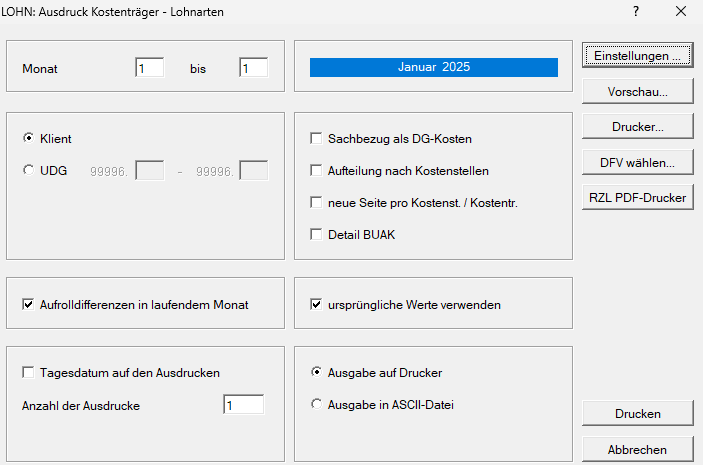 LOHN: Ausdruck Kostenträger - Lohnarten
Monat 1 bis 1
Januar 2025
Einstellungen ...
Vorschau...
Drucker...
DFV wählen...
RZL PDF-Drucker
Klient
UDG 99996. - 99996.
Sachbezug als DG-Kosten
Aufteilung nach Kostenstellen
neue Seite pro Kostenst. / Kostentr.
Detail BUAK
Aufrolldifferenzen in laufendem Monat
ursprüngliche Werte verwenden
Tagesdatum auf den Ausdrucken
Anzahl der Ausdrucke 1
Ausgabe auf Drucker
Ausgabe in ASCII-Datei
Drucken
Abbrechen